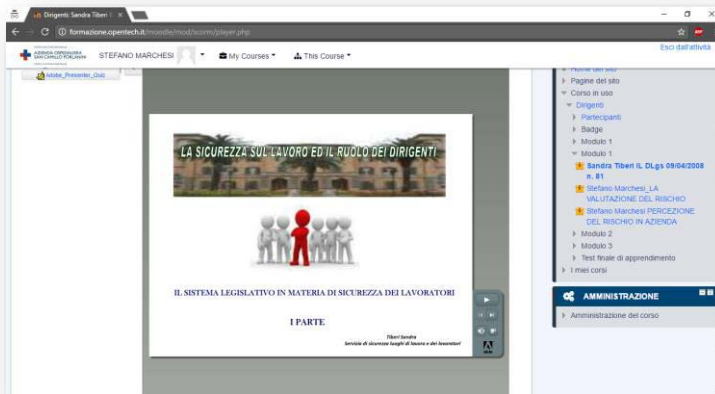 Dirigenti: Sandra Tiberi I
formazione.opentech.it/moodle/mod/scorm/player.php
AZIENDA OSPEDALIERA
SAN CAMILLO FORLANINI
STEFANO MARCHESI
My Courses
This Course
Esci dall'attività
Adobe_Presenter_Quiz
LA SICUREZZA SUL LAVORO ED IL RUOLO DEI DIRIGENTI
IL SISTEMA LEGISLATIVO IN MATERIA DI SICUREZZA DEI LAVORATORI
I PARTE
Tiberi Sandra
Servizio di sicurezza luoghi di lavoro e dei lavoratori
Home del sito
Pagine del sito
Corso in uso
Dirigenti
Partecipanti
Badge
Modulo 1
Modulo 1
Sandra Tiberi IL DLgs 09/04/2008
n. 81
Stefano Marchesi_LA
VALUTAZIONE DEL RISCHIO
Stefano Marchesi PERCEZIONE
DEL RISCHIO IN AZIENDA
Modulo 2
Modulo 3
Test finale di apprendimento
I miei corsi
AMMINISTRAZIONE
Amministrazione del corso